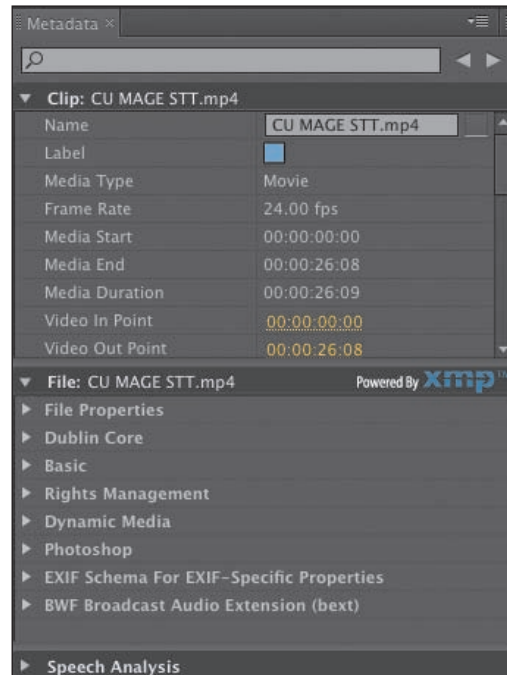 Metadata ×
Clip: CU MAGE STT.mp4
Name CU MAGE STT.mp4
Label
Media Type Movie
Frame Rate 24.00 fps
Media Start 00:00:00:00
Media End 00:00:26:08
Media Duration 00:00:26:09
Video In Point 00:00:00:00
Video Out Point 00:00:26:08
File: CU MAGE STT.mp4 Powered By xmp™
File Properties
Dublin Core
Basic
Rights Management
Dynamic Media
Photoshop
EXIF Schema For EXIF-Specific Properties
BWF Broadcast Audio Extension (bext)
Speech Analysis